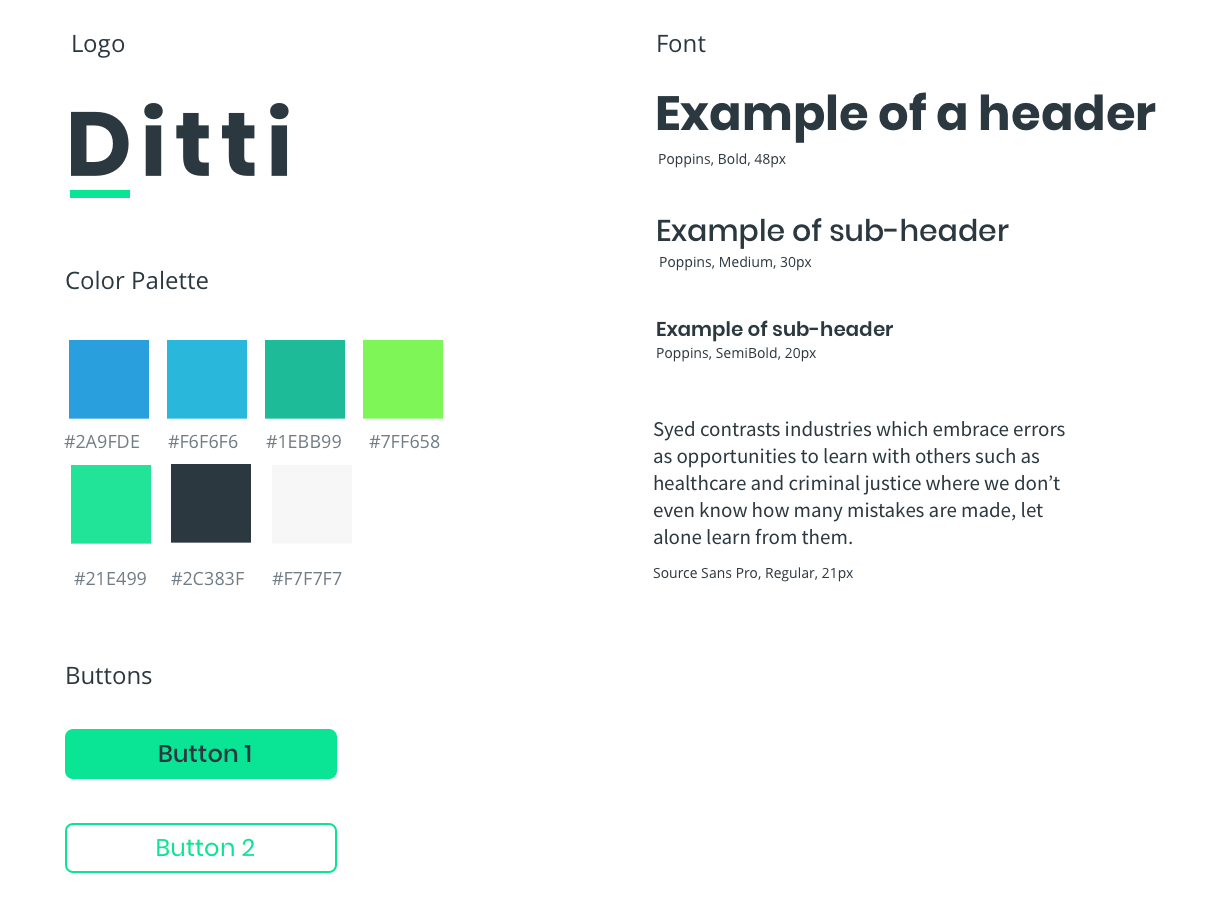 Logo
Ditti
Color Palette
#2A9FDE
#F6F6F6
#1EBB99
#7FF658
#21E499
#2C383F
#F7F7F7
Buttons
Button 1
Button 2
Font
Example of a header
Poppins, Bold, 48px
Example of sub-header
Poppins, Medium, 30px
Example of sub-header
Poppins, SemiBold, 20px
Syed contrasts industries which embrace errors
as opportunities to learn with others such as
healthcare and criminal justice where we don’t
even know how many mistakes are made, let
alone learn from them.
Source Sans Pro, Regular, 21px